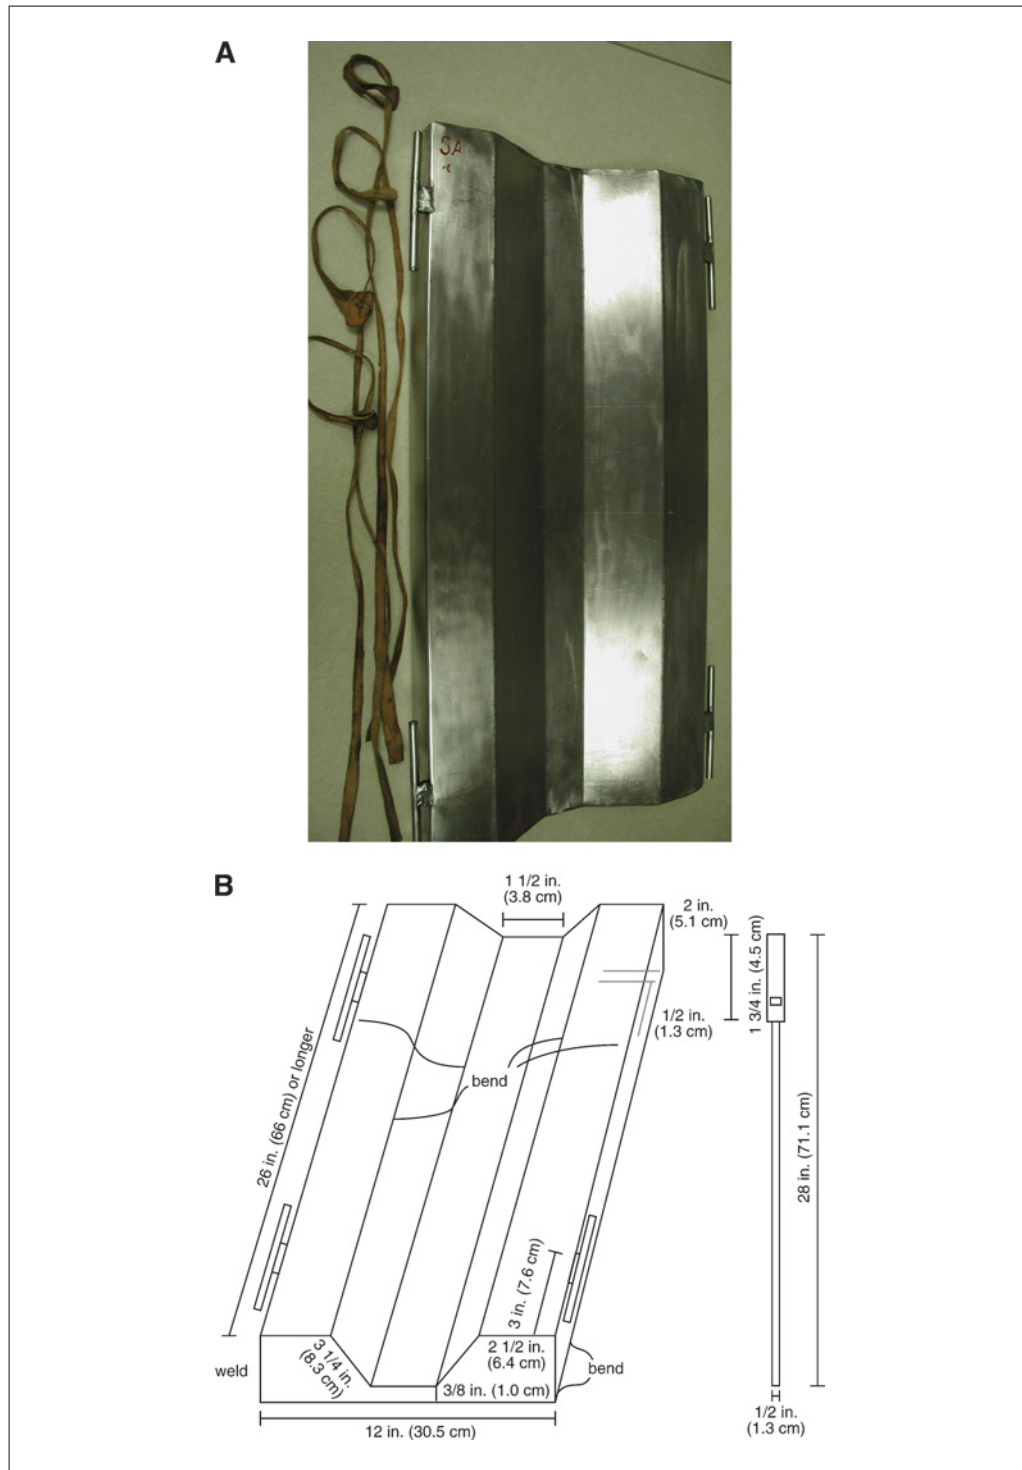 A
SA
B
1 1/2 in.
(3.8 cm)
2 in.
(5.1 cm)
1 3/4 in. (4.5 cm)
1/2 in.
(1.3 cm)
bend
26 in. (66 cm) or longer
28 in. (71.1 cm)
3 in. (7.6 cm)
3 1/4 in.
(8.3 cm)
2 1/2 in.
(6.4 cm)
weld
bend
3/8 in. (1.0 cm)
12 in. (30.5 cm)
1/2 in.
(1.3 cm)